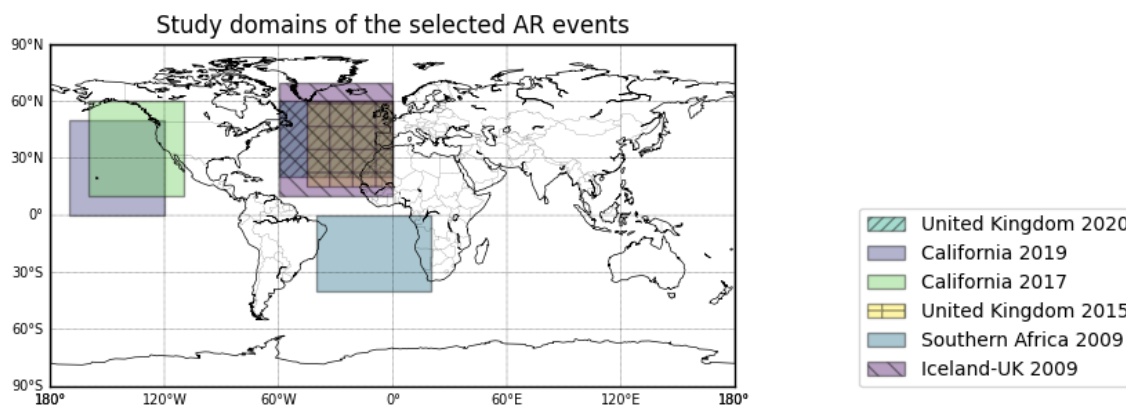 Study domains of the selected AR events
90°N
60°N
30°N
0°
30°S
60°S
90°S
180°
120°W
60°W
0°
60°E
120°E
180°
United Kingdom 2020
California 2019
California 2017
United Kingdom 2015
Southern Africa 2009
Iceland-UK 2009